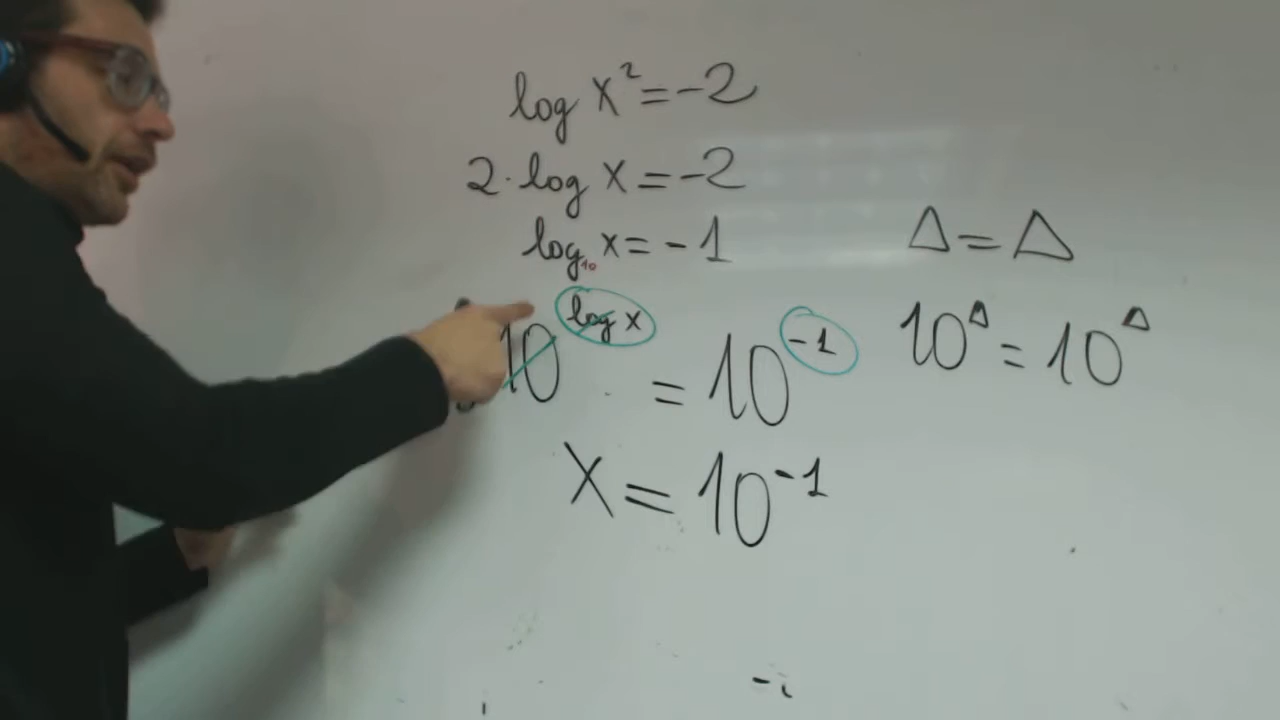 log x² = -2
2 · log x = -2
log₁₀ x = -1
Δ = Δ
10^(log x) = 10^(-1)
10^Δ = 10^Δ
x = 10^(-1)